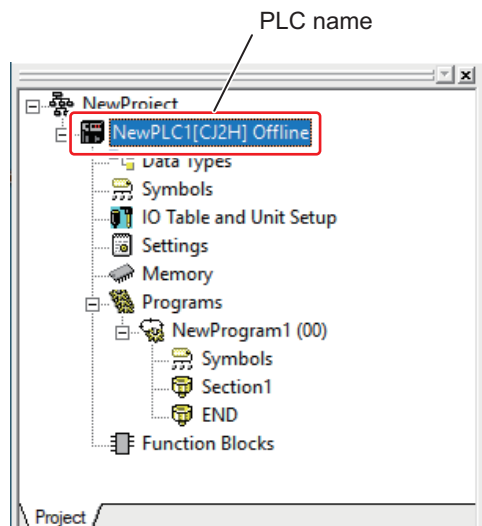 PLC name
NewProject
NewPLC1[CJ2H] Offline
Data Types
Symbols
IO Table and Unit Setup
Settings
Memory
Programs
NewProgram1 (00)
Symbols
Section1
END
Function Blocks
Project